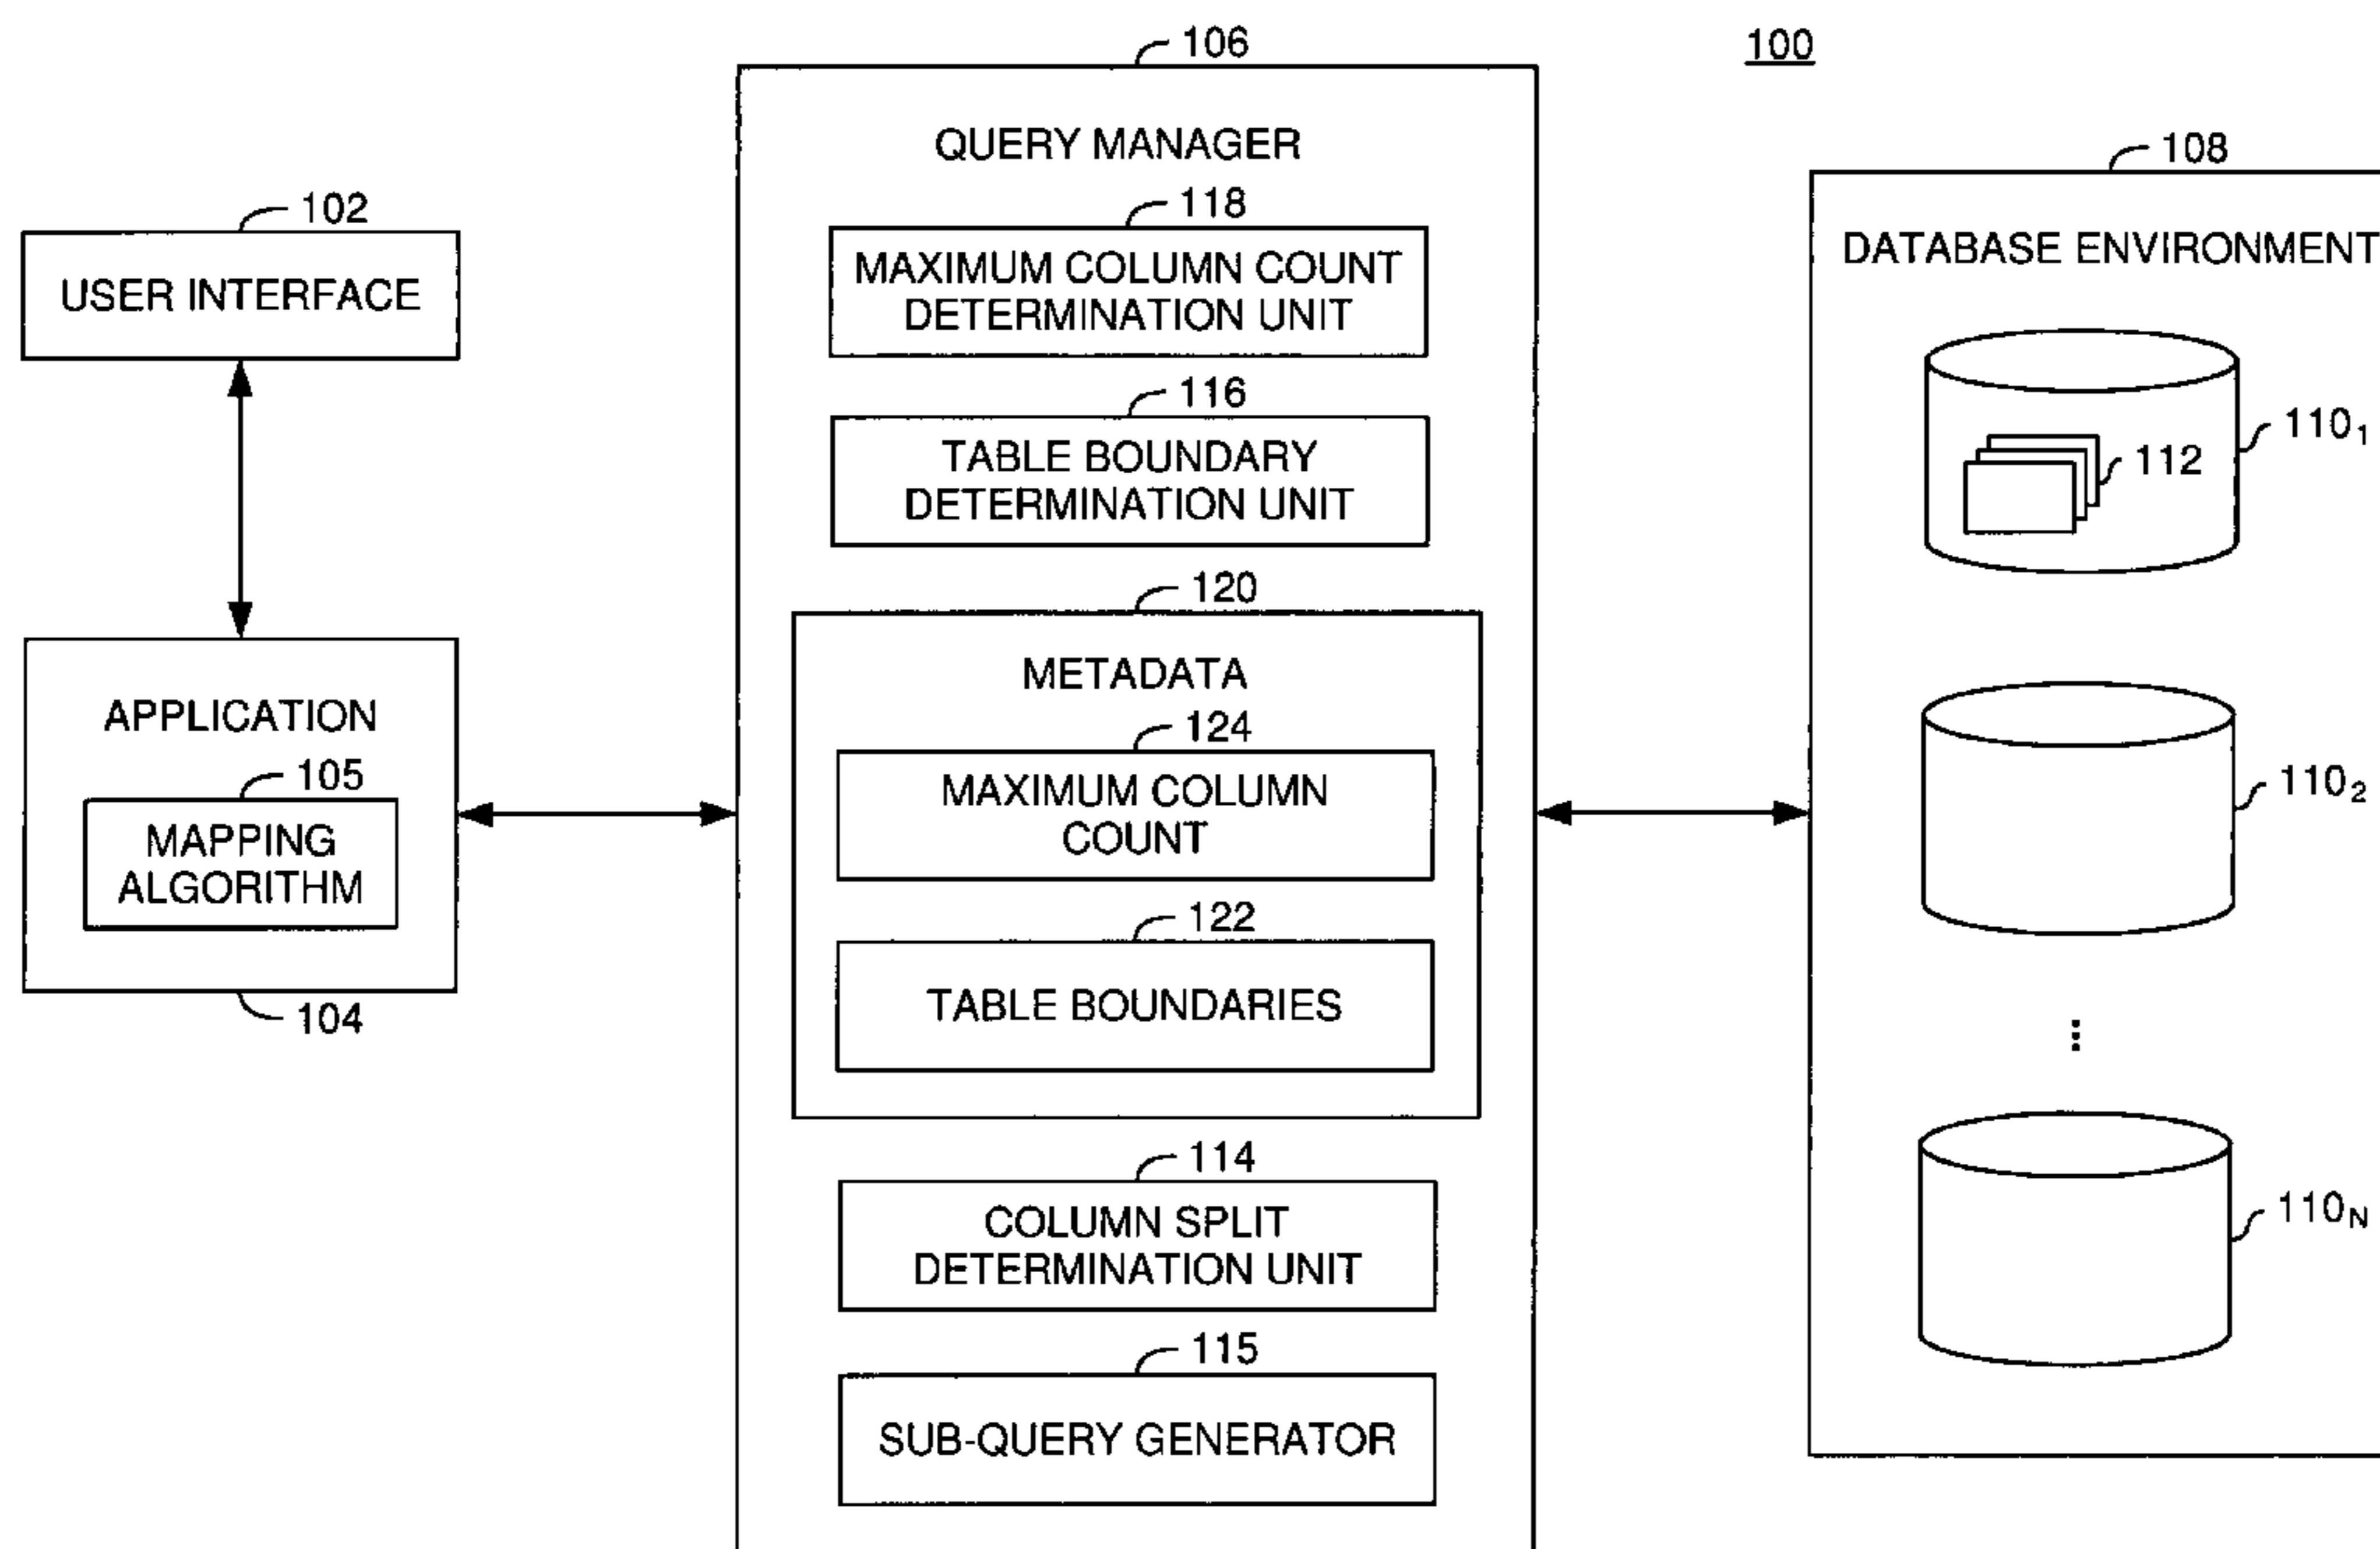 100
102
USER INTERFACE
APPLICATION
105
MAPPING
ALGORITHM
104
106
QUERY MANAGER
118
MAXIMUM COLUMN COUNT
DETERMINATION UNIT
116
TABLE BOUNDARY
DETERMINATION UNIT
120
METADATA
124
MAXIMUM COLUMN
COUNT
122
TABLE BOUNDARIES
114
COLUMN SPLIT
DETERMINATION UNIT
115
SUB-QUERY GENERATOR
108
DATABASE ENVIRONMENT
110₁
112
110₂
⋮
110N